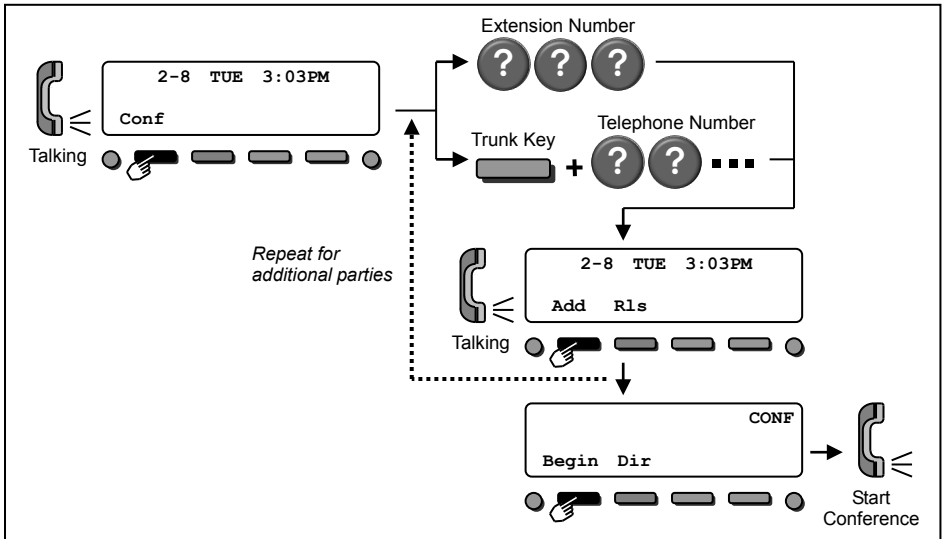 Extension Number
? ? ?
2-8 TUE 3:03PM
Conf
Talking
Trunk Key
+
Telephone Number
? ?
Repeat for
additional parties
2-8 TUE 3:03PM
Add Rls
Talking
CONF
Begin Dir
Start
Conference